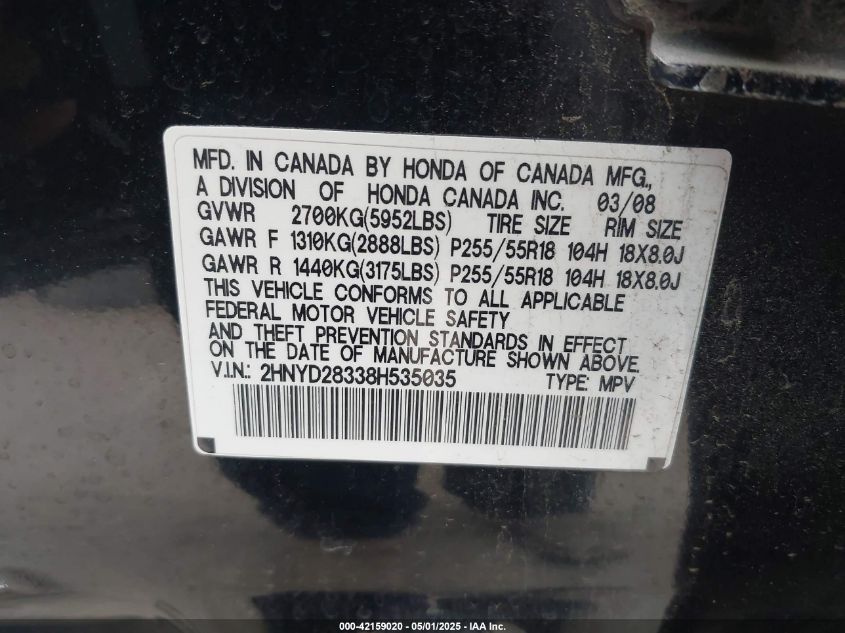 MFD. IN CANADA BY HONDA OF CANADA MFG.,
A DIVISION OF HONDA CANADA INC. 03/08
GVWR 2700KG(5952LBS) TIRE SIZE RIM SIZE
GAWR F 1310KG(2888LBS) P255/55R18 104H 18X8.0J
GAWR R 1440KG(3175LBS) P255/55R18 104H 18X8.0J
THIS VEHICLE CONFORMS TO ALL APPLICABLE
FEDERAL MOTOR VEHICLE SAFETY
AND THEFT PREVENTION STANDARDS IN EFFECT
ON THE DATE OF MANUFACTURE SHOWN ABOVE.
V.I.N.: 2HNYD28338H535035 TYPE: MPV
000-42159020 - 05/01/2025 - IAA Inc.